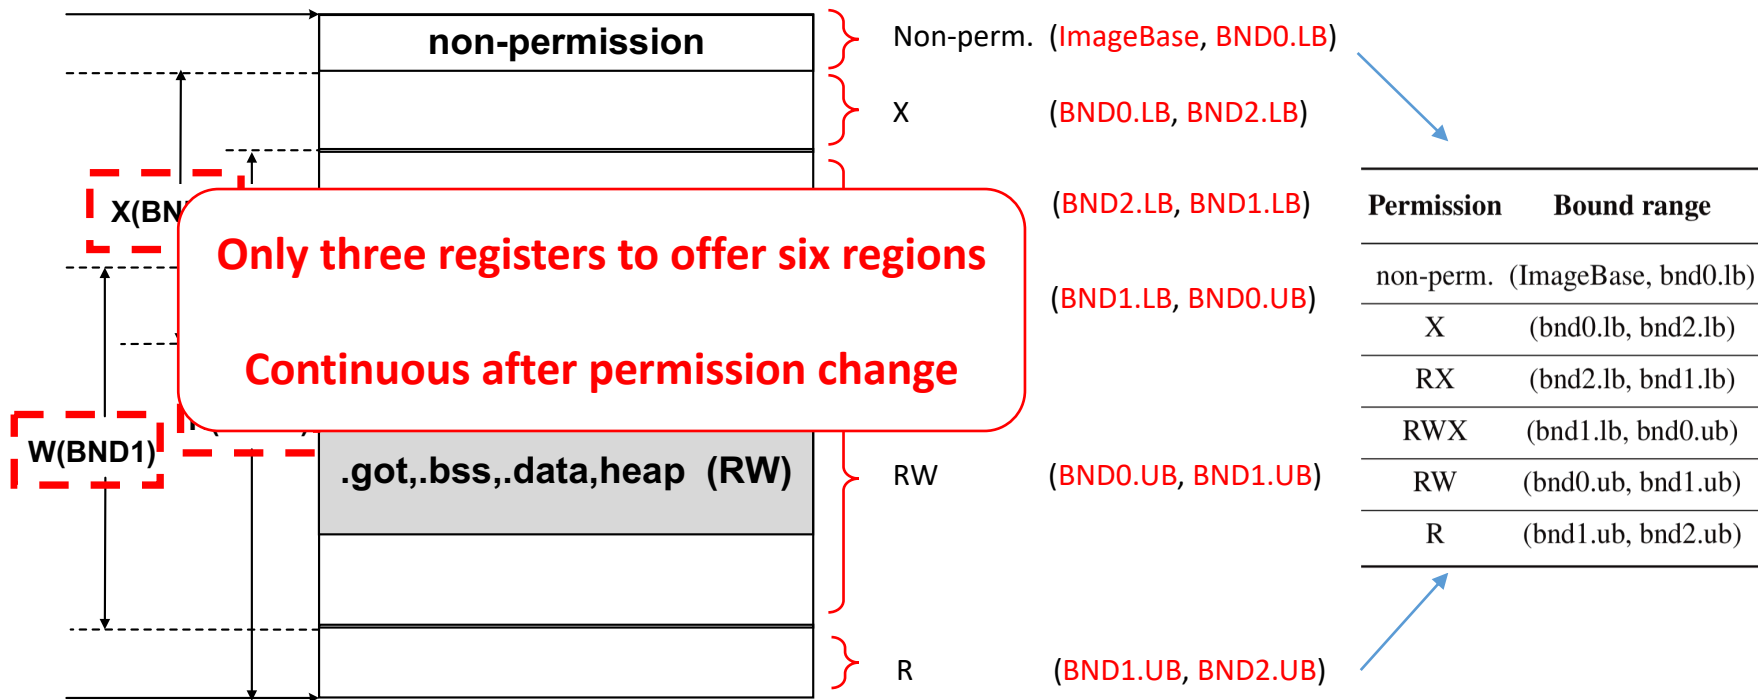 non-permission
Non-perm. (ImageBase, BND0.LB)
X (BND0.LB, BND2.LB)
X(BN
(BND2.LB, BND1.LB)
Only three registers to offer six regions
(BND1.LB, BND0.UB)
Continuous after permission change
W(BND1)
.got,.bss,.data,heap (RW)
RW (BND0.UB, BND1.UB)
R (BND1.UB, BND2.UB)
Permission Bound range
non-perm. (ImageBase, bnd0.lb)
X (bnd0.lb, bnd2.lb)
RX (bnd2.lb, bnd1.lb)
RWX (bnd1.lb, bnd0.ub)
RW (bnd0.ub, bnd1.ub)
R (bnd1.ub, bnd2.ub)